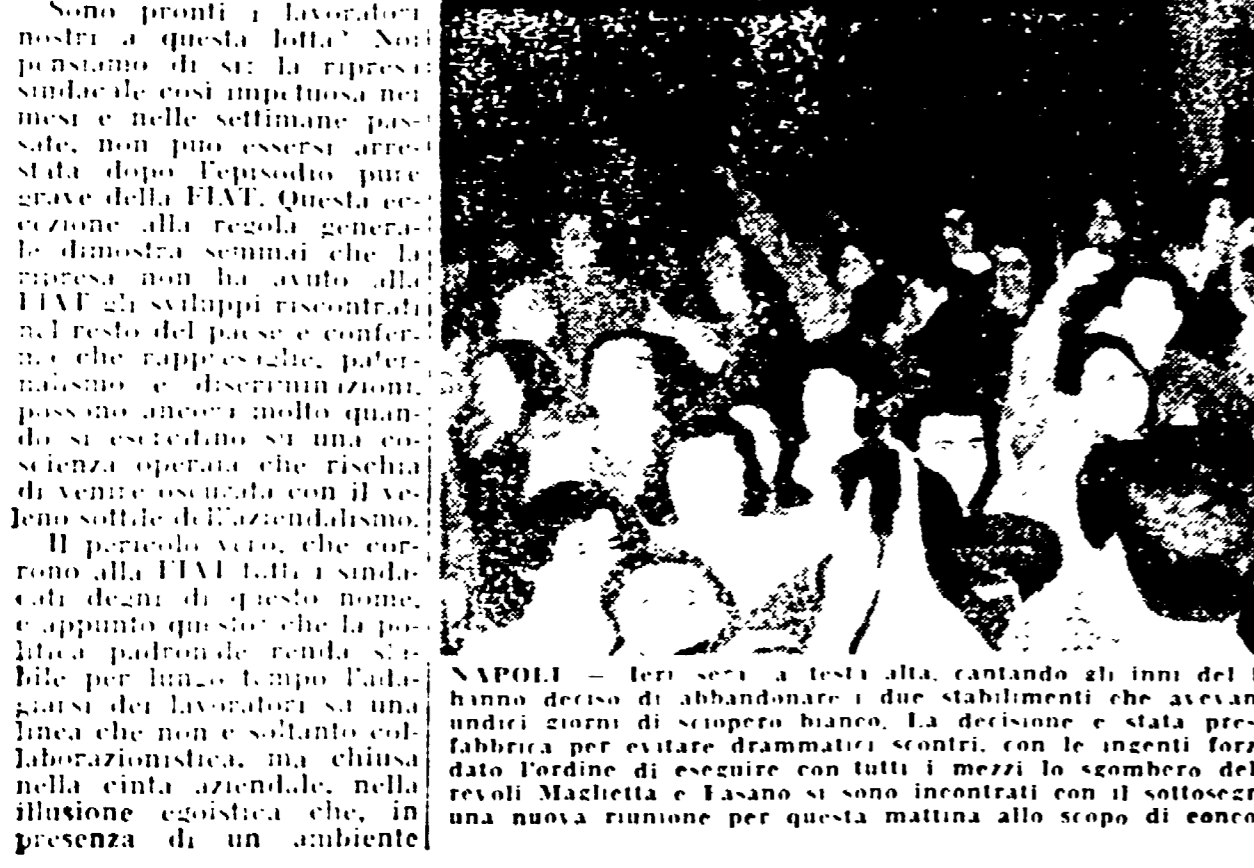 Sono pronti i lavoratori
nostri a questa lotta? Noi
pensiamo di si: la ripresa
sindacale così impetuosa nei
mesi e nelle settimane pas-
sate, non può essersi arre-
stata dopo l'episodio pure
grave della FIAT. Questa ec-
cezione alla regola genera-
le dimostra semmai che la
ripresa non ha avuto alla
FIAT gli sviluppi riscontrati
nel resto del paese e confer-
ma che rappresaglie, pater-
nalismo e discriminazioni,
possono ancora molto quan-
do si esercitino su una co-
scienza operaia che rischia
di venire oscurata con il ve-
leno sottile dell'aziendalismo.
Il pericolo vero, che cor-
rono alla FIAT tutti i sinda-
cati degni di questo nome,
e appunto questo: che la po-
litica padronale renda sta-
bile per lungo tempo l'ada-
giarsi dei lavoratori su una
linea che non e soltanto col-
laborazionistica, ma chiusa
nella cinta aziendale, nella
illusione egoistica che, in
presenza di un ambiente
NAPOLI — Ieri sera a testa alta, cantando gli inni del
hanno deciso di abbandonare i due stabilimenti che avevan
undici giorni di sciopero bianco. La decisione e stata pre-
fabbrica per evitare drammatici scontri, con le ingenti forz
dato l'ordine di eseguire con tutti i mezzi lo sgombero del
revoli Maglietta e Fasano si sono incontrati con il sottosegr
una nuova riunione per questa mattina allo scopo di conco